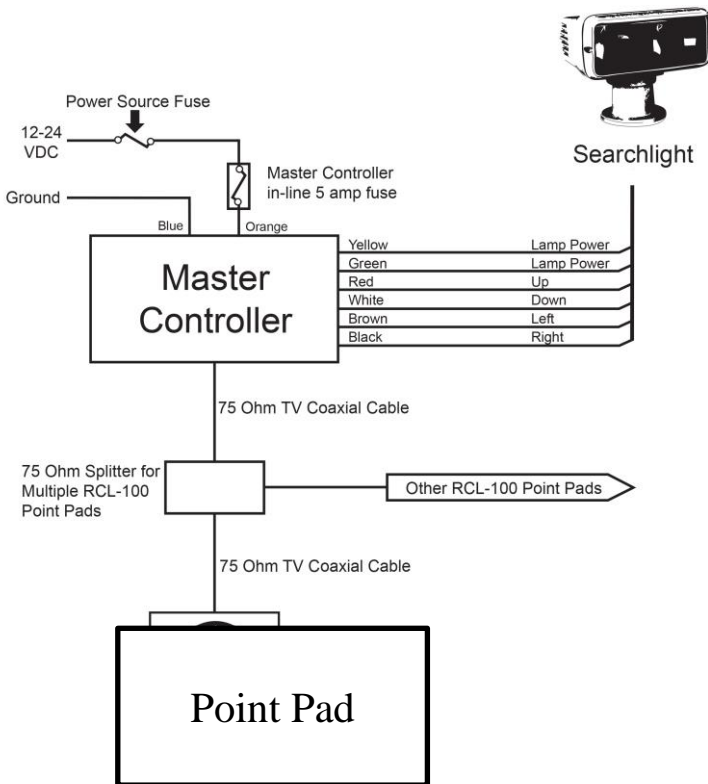 Power Source Fuse
12-24
VDC
Master Controller
in-line 5 amp fuse
Ground
Blue
Orange
Searchlight
Master
Controller
Yellow Lamp Power
Green Lamp Power
Red Up
White Down
Brown Left
Black Right
75 Ohm TV Coaxial Cable
75 Ohm Splitter for
Multiple RCL-100
Point Pads
Other RCL-100 Point Pads
75 Ohm TV Coaxial Cable
Point Pad